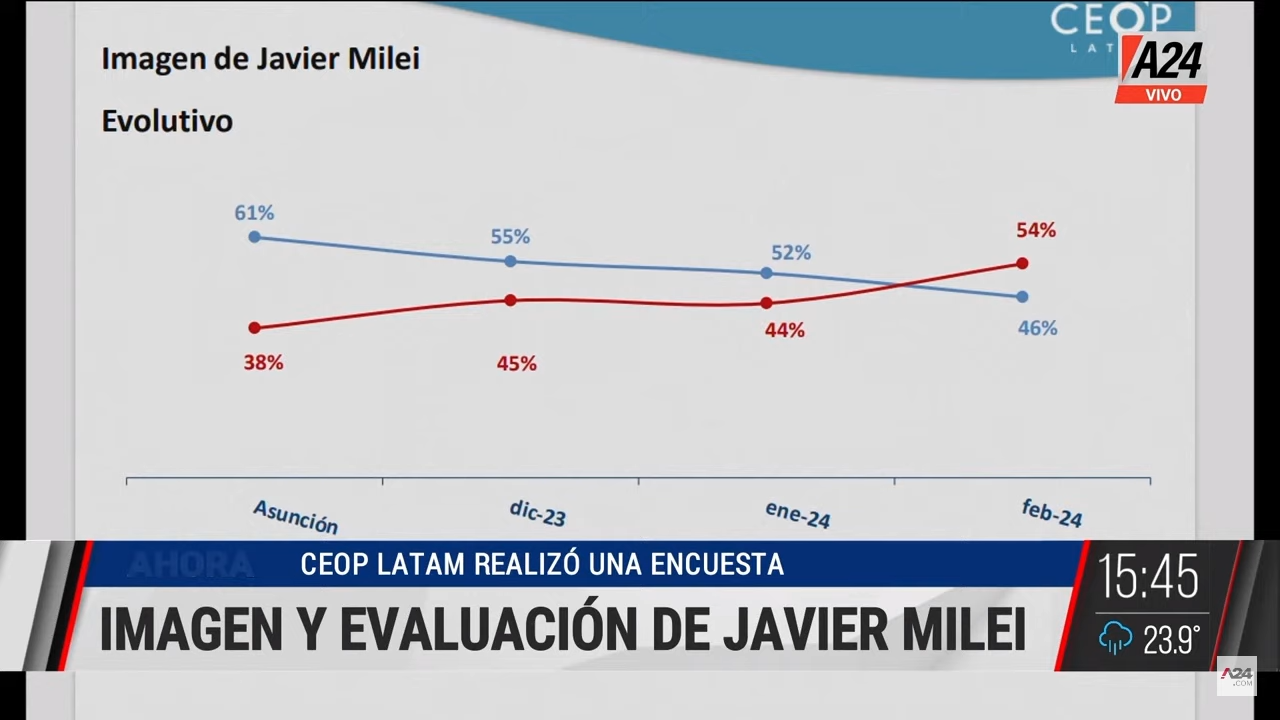 CEOP
LAT
A24
VIVO
Imagen de Javier Milei
Evolutivo
61%
55%
52%
54%
38%
45%
44%
46%
Asunción
dic-23
ene-24
feb-24
AHORA
CEOP LATAM REALIZÓ UNA ENCUESTA
IMAGEN Y EVALUACIÓN DE JAVIER MILEI
15:45
23.9°
A24
.COM